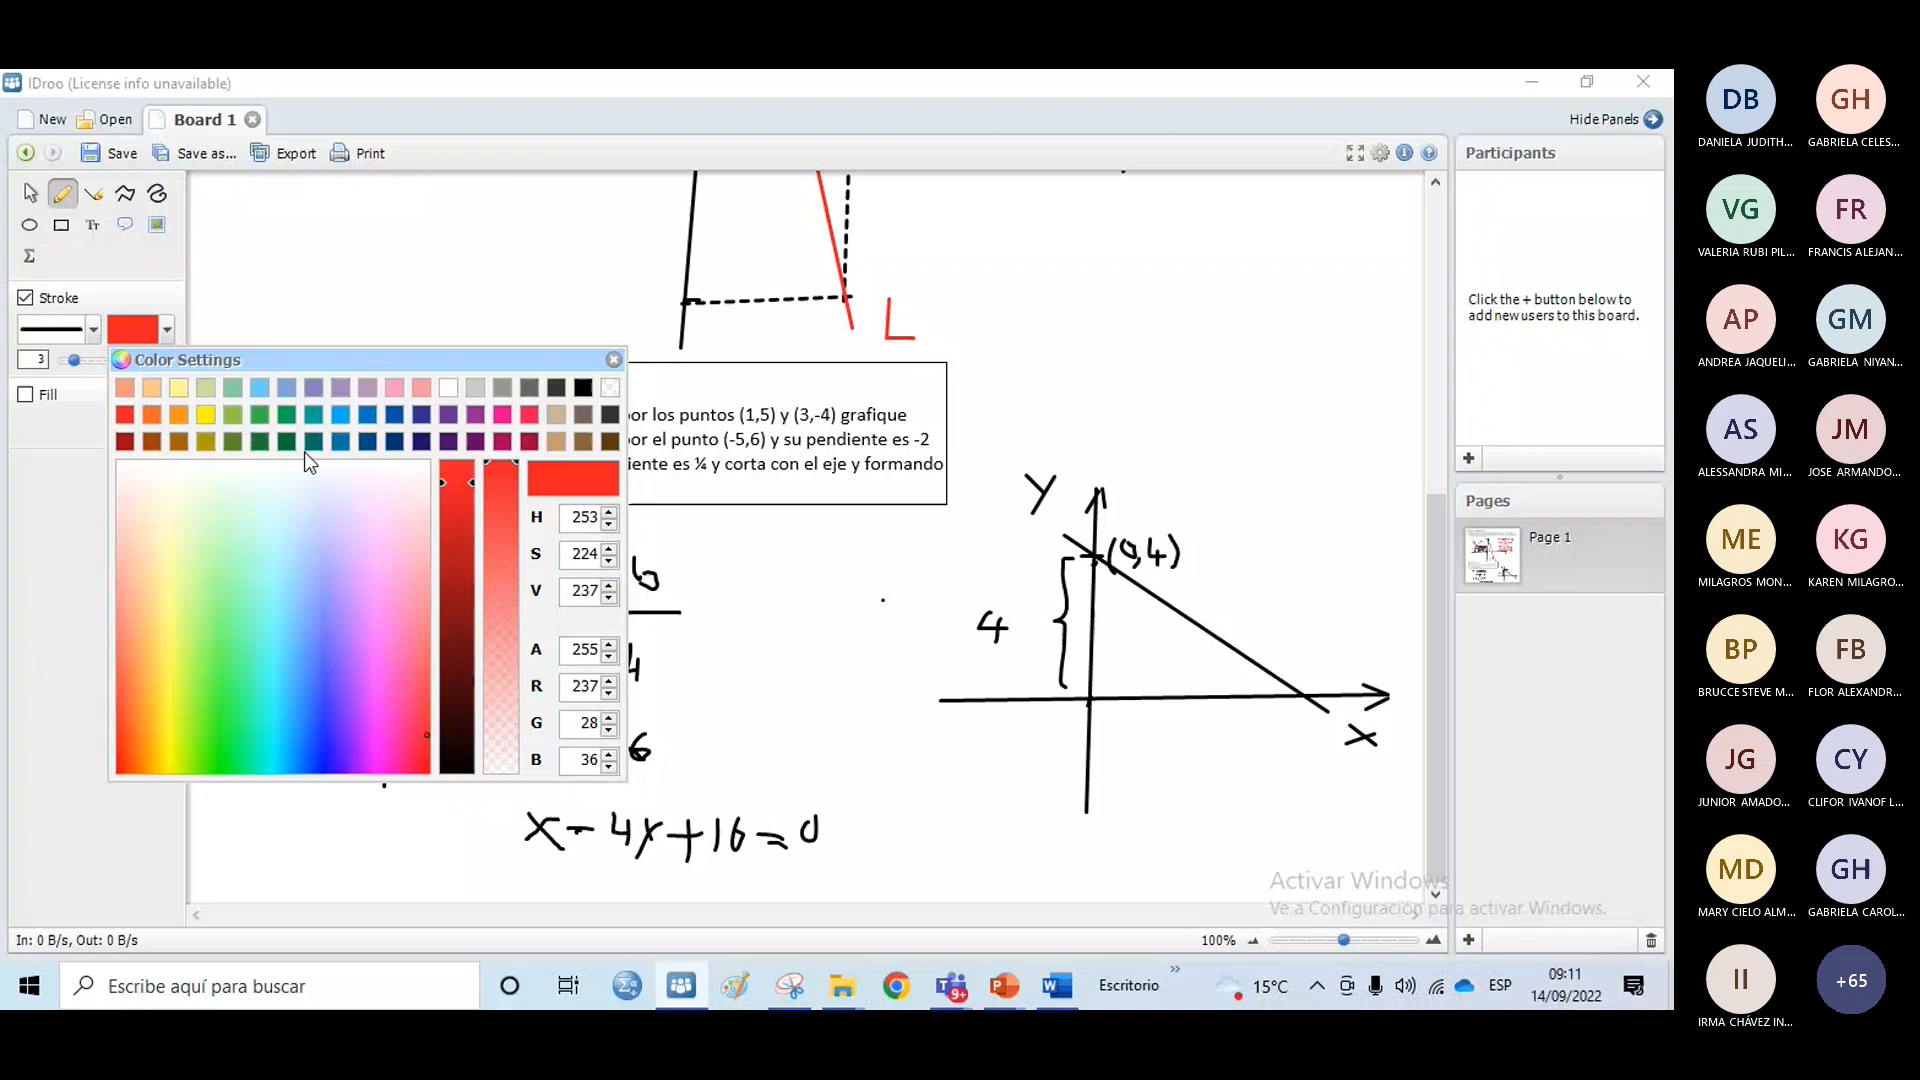 IDroo (License info unavailable)
New Open Board 1 Hide Panels
Save Save as... Export Print
Participants
Click the + button below to
add new users to this board.
Pages
Page 1
Tr
Σ
Stroke
3
Fill
Color Settings
H 253
S 224
V 237
A 255
R 237
G 28
B 36
L
or los puntos (1,5) y (3,-4) grafique
or el punto (-5,6) y su pendiente es -2
iente es ¼ y corta con el eje y formando
b
4
6
x - 4y + 16 = 0
Y
(0,4)
4
X
Activar Windows
Ve a Configuración para activar Windows.
In: 0 B/s, Out: 0 B/s
100%
Escribe aquí para buscar
9+
Escritorio
15°C
ESP
09:11
14/09/2022
DB
DANIELA JUDITH...
GH
GABRIELA CELES...
VG
VALERIA RUBI PIL...
FR
FRANCIS ALEJAN...
AP
ANDREA JAQUELI...
GM
GABRIELA NIYAN...
AS
ALESSANDRA MI...
JM
JOSE ARMANDO...
ME
MILAGROS MON...
KG
KAREN MILAGRO...
BP
BRUCCE STEVE M...
FB
FLOR ALEXANDR...
JG
JUNIOR AMADO...
CY
CLIFOR IVANOF L...
MD
MARY CIELO ALM...
GH
GABRIELA CAROL...
II
IRMA CHÁVEZ IN...
+65